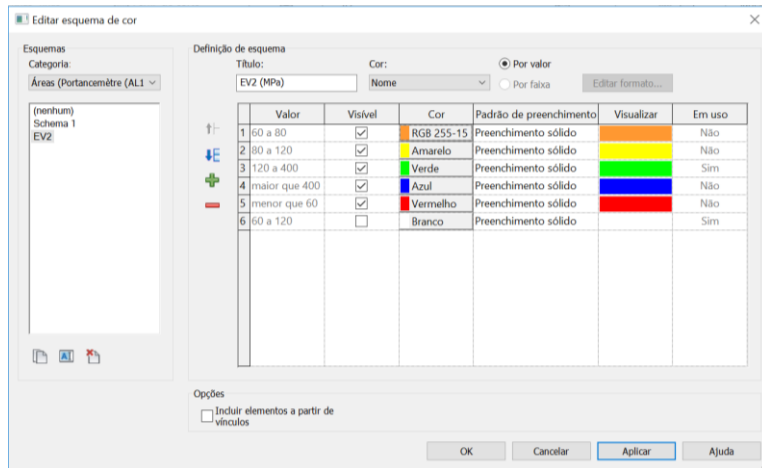 Editar esquema de cor
Esquemas
Categoria:
Áreas (Portancemètre (AL1
(nenhum)
Schema 1
EV2
Definição de esquema
Título:
EV2 (MPa)
Cor:
Nome
Por valor
Por faixa
Editar formato...
Valor Visível Cor Padrão de preenchimento Visualizar Em uso
1 60 a 80 RGB 255-15 Preenchimento sólido Não
2 80 a 120 Amarelo Preenchimento sólido Não
3 120 a 400 Verde Preenchimento sólido Sim
4 maior que 400 Azul Preenchimento sólido Não
5 menor que 60 Vermelho Preenchimento sólido Não
6 60 a 120 Branco Preenchimento sólido Sim
Opções
Incluir elementos a partir de
vínculos
OK Cancelar Aplicar Ajuda